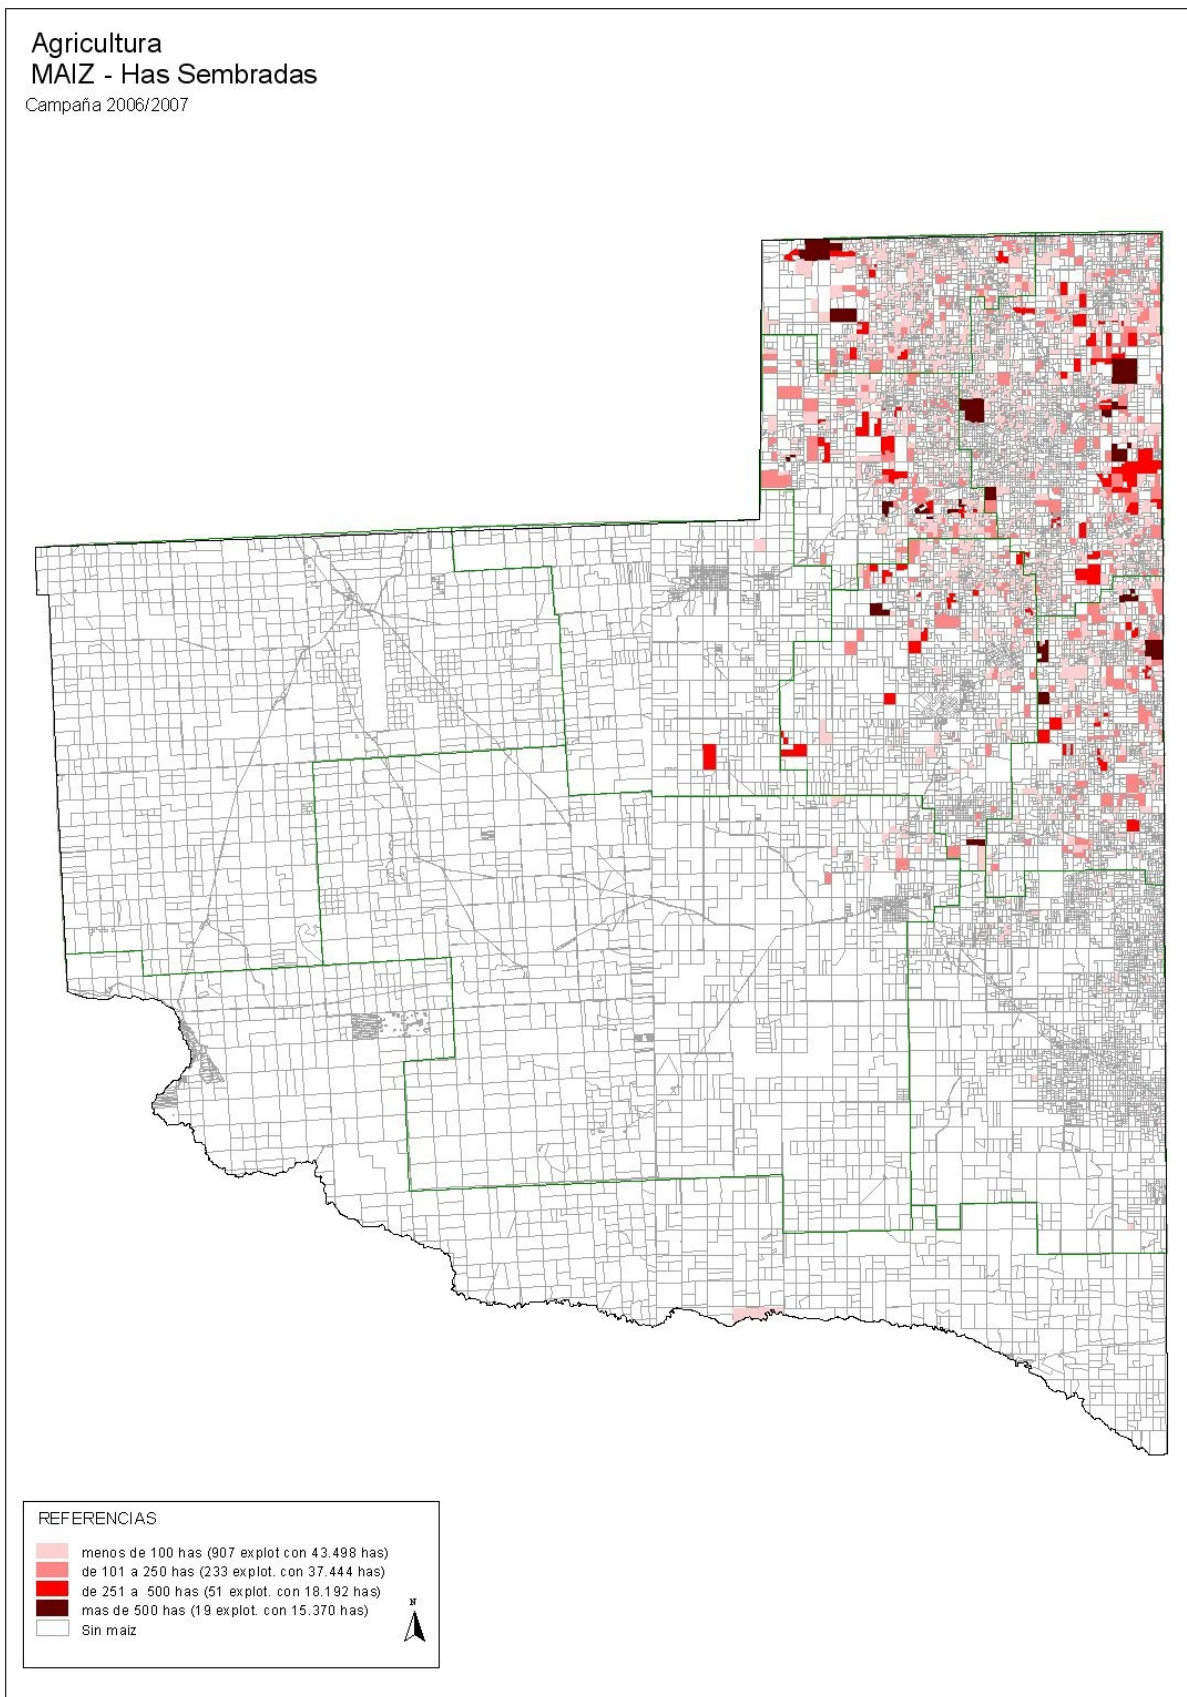 Agricultura
MAIZ - Has Sembradas
Campaña 2006/2007
REFERENCIAS
menos de 100 has (907 explot con 43.498 has)
de 101 a 250 has (233 explot. con 37.444 has)
de 251 a 500 has (51 explot. con 18.192 has)
mas de 500 has (19 explot. con 15.370 has)
Sin maiz
N